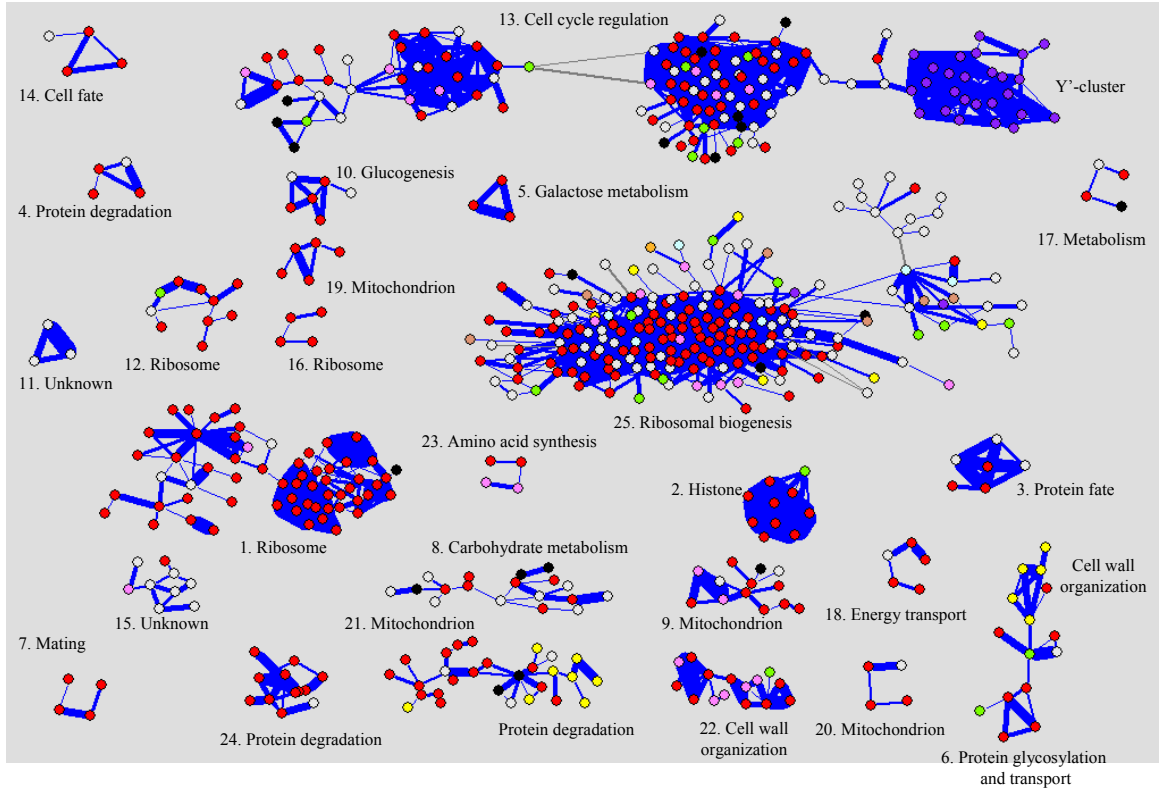 13. Cell cycle regulation
14. Cell fate
Y'-cluster
10. Glucogenesis
5. Galactose metabolism
4. Protein degradation
17. Metabolism
19. Mitochondrion
12. Ribosome
16. Ribosome
11. Unknown
25. Ribosomal biogenesis
23. Amino acid synthesis
2. Histone
3. Protein fate
1. Ribosome
8. Carbohydrate metabolism
Cell wall
organization
15. Unknown
21. Mitochondrion
9. Mitochondrion
18. Energy transport
7. Mating
24. Protein degradation
Protein degradation
22. Cell wall
organization
20. Mitochondrion
6. Protein glycosylation
and transport